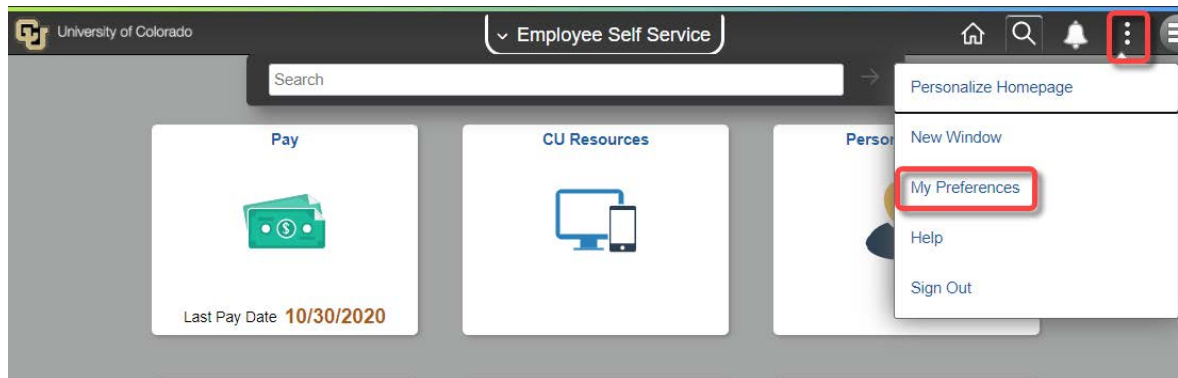 University of Colorado
Employee Self Service
Search
Personalize Homepage
New Window
My Preferences
Help
Sign Out
Pay
CU Resources
Last Pay Date 10/30/2020